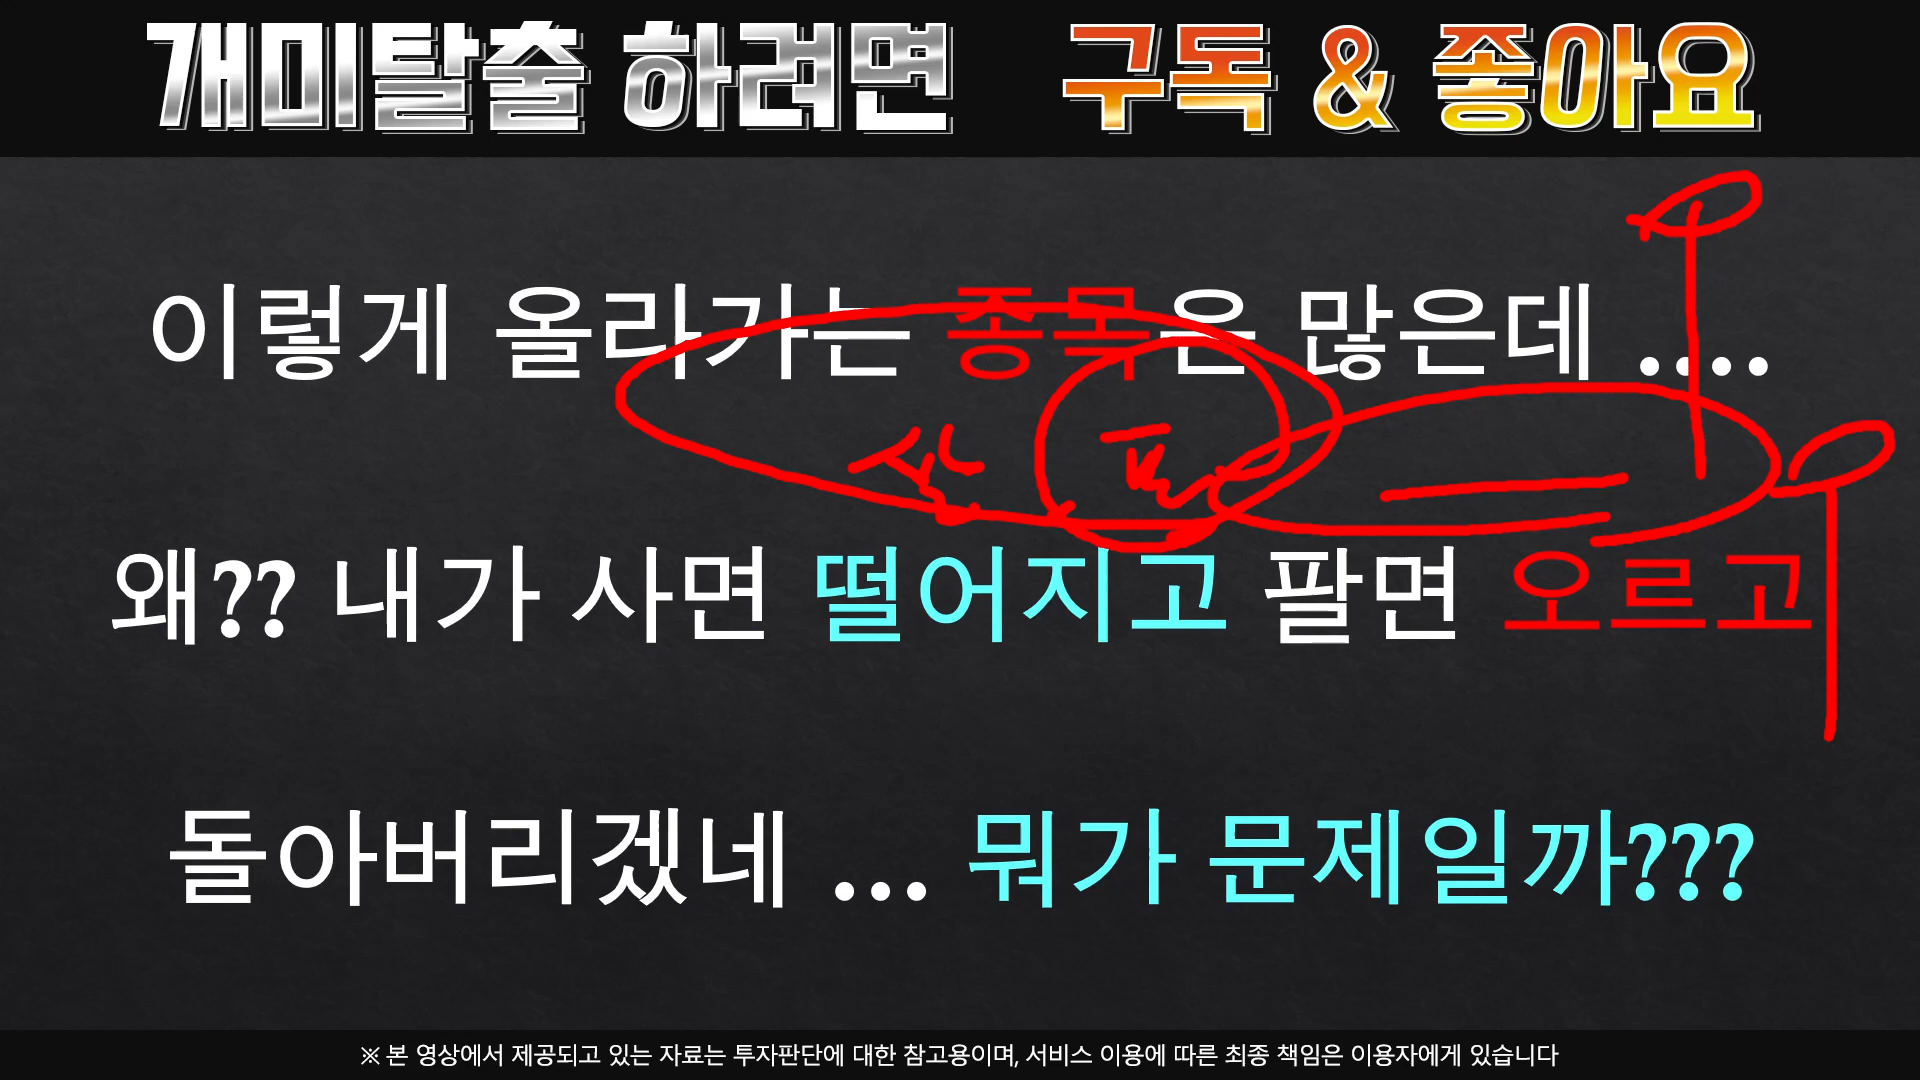 개미탈출 하려면 구독 & 좋아요
이렇게 올라가는 종목은 많은데 ....
왜?? 내가 사면 떨어지고 팔면 오르고
돌아버리겠네 ... 뭐가 문제일까???
※ 본 영상에서 제공되고 있는 자료는 투자판단에 대한 참고용이며, 서비스 이용에 따른 최종 책임은 이용자에게 있습니다